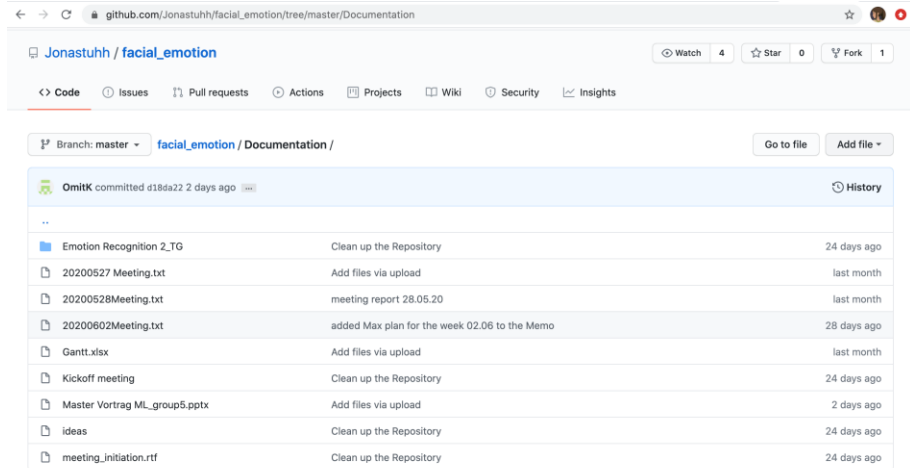 github.com/Jonastuhh/facial_emotion/tree/master/Documentation
Jonastuhh / facial_emotion
Watch 4 Star 0 Fork 1
<> Code Issues Pull requests Actions Projects Wiki Security Insights
Branch: master facial_emotion / Documentation / Go to file Add file
OmitK committed d18da22 2 days ago ... History
..
Emotion Recognition 2_TG Clean up the Repository 24 days ago
20200527 Meeting.txt Add files via upload last month
20200528Meeting.txt meeting report 28.05.20 last month
20200602Meeting.txt added Max plan for the week 02.06 to the Memo 28 days ago
Gantt.xlsx Add files via upload last month
Kickoff meeting Clean up the Repository 24 days ago
Master Vortrag ML_group5.pptx Add files via upload 2 days ago
ideas Clean up the Repository 24 days ago
meeting_initiation.rtf Clean up the Repository 24 days ago